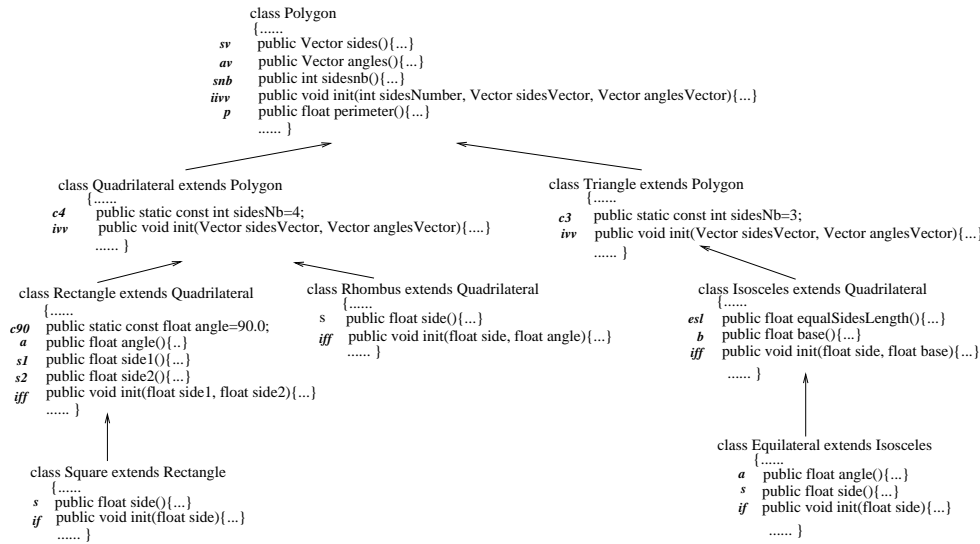 class Polygon
{......
sv public Vector sides(){...}
av public Vector angles(){...}
snb public int sidesnb(){...}
iivv public void init(int sidesNumber, Vector sidesVector, Vector anglesVector){...}
p public float perimeter(){...}
...... }
class Quadrilateral extends Polygon
{......
c4 public static const int sidesNb=4;
ivv public void init(Vector sidesVector, Vector anglesVector){....}
...... }
class Triangle extends Polygon
{......
c3 public static const int sidesNb=3;
ivv public void init(Vector sidesVector, Vector anglesVector){...}
...... }
class Rectangle extends Quadrilateral
{......
c90 public static const float angle=90.0;
a public float angle(){..}
s1 public float side1(){...}
s2 public float side2(){...}
iff public void init(float side1, float side2){...}
...... }
class Rhombus extends Quadrilateral
{......
s public float side(){...}
iff public void init(float side, float angle){...}
...... }
class Isosceles extends Quadrilateral
{......
esl public float equalSidesLength(){...}
b public float base(){...}
iff public void init(float side, float base){...}
...... }
class Square extends Rectangle
{......
s public float side(){...}
if public void init(float side){...}
...... }
class Equilateral extends Isosceles
{......
a public float angle(){...}
s public float side(){...}
if public void init(float side){...}
...... }